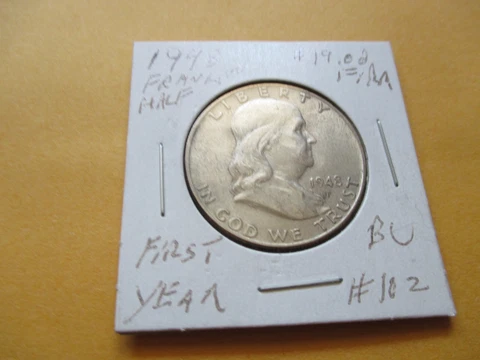 1948
FRANKLIN
HALF
$19.00
LIBERTY
1948
IN GOD WE TRUST
FIRST
YEAR
BU
#182